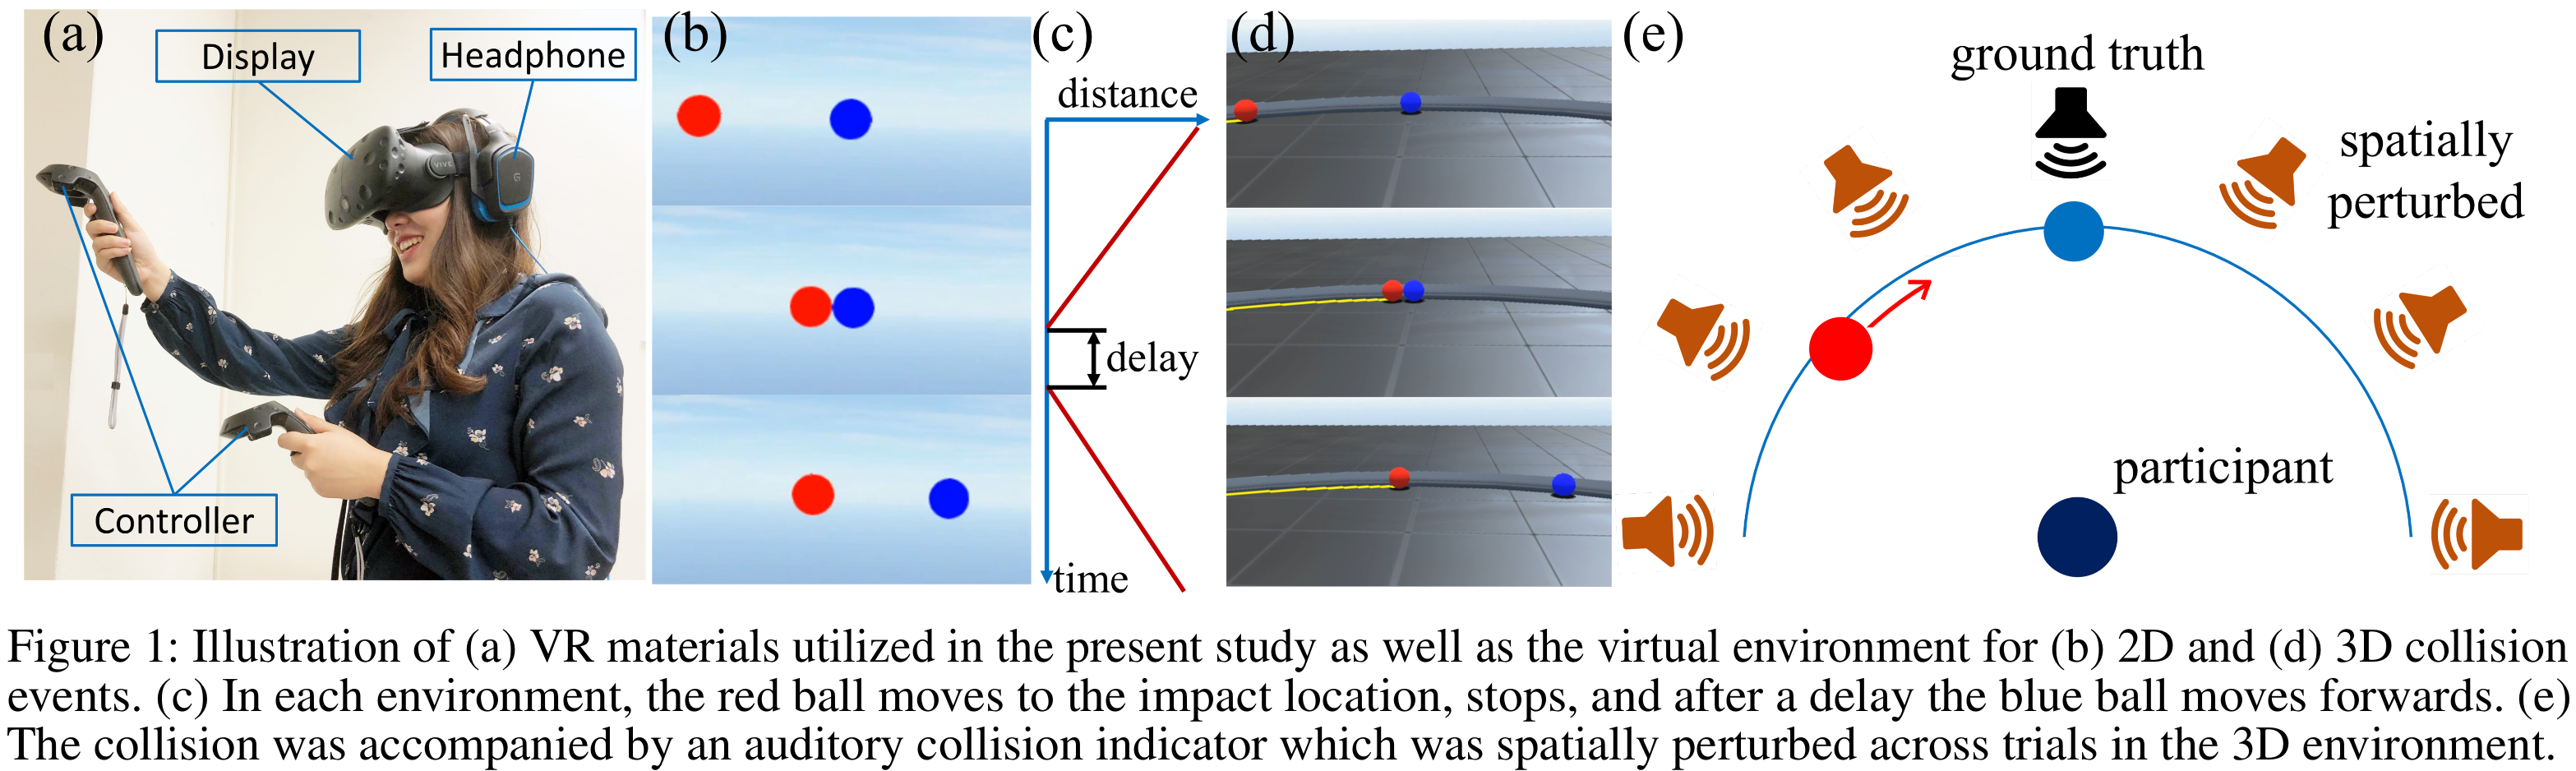 (a)
Display
Headphone
Controller
VIVE
(b)
(c)
distance
delay
time
(d)
(e)
ground truth
spatially
perturbed
participant
Figure 1: Illustration of (a) VR materials utilized in the present study as well as the virtual environment for (b) 2D and (d) 3D collision
events. (c) In each environment, the red ball moves to the impact location, stops, and after a delay the blue ball moves forwards. (e)
The collision was accompanied by an auditory collision indicator which was spatially perturbed across trials in the 3D environment.